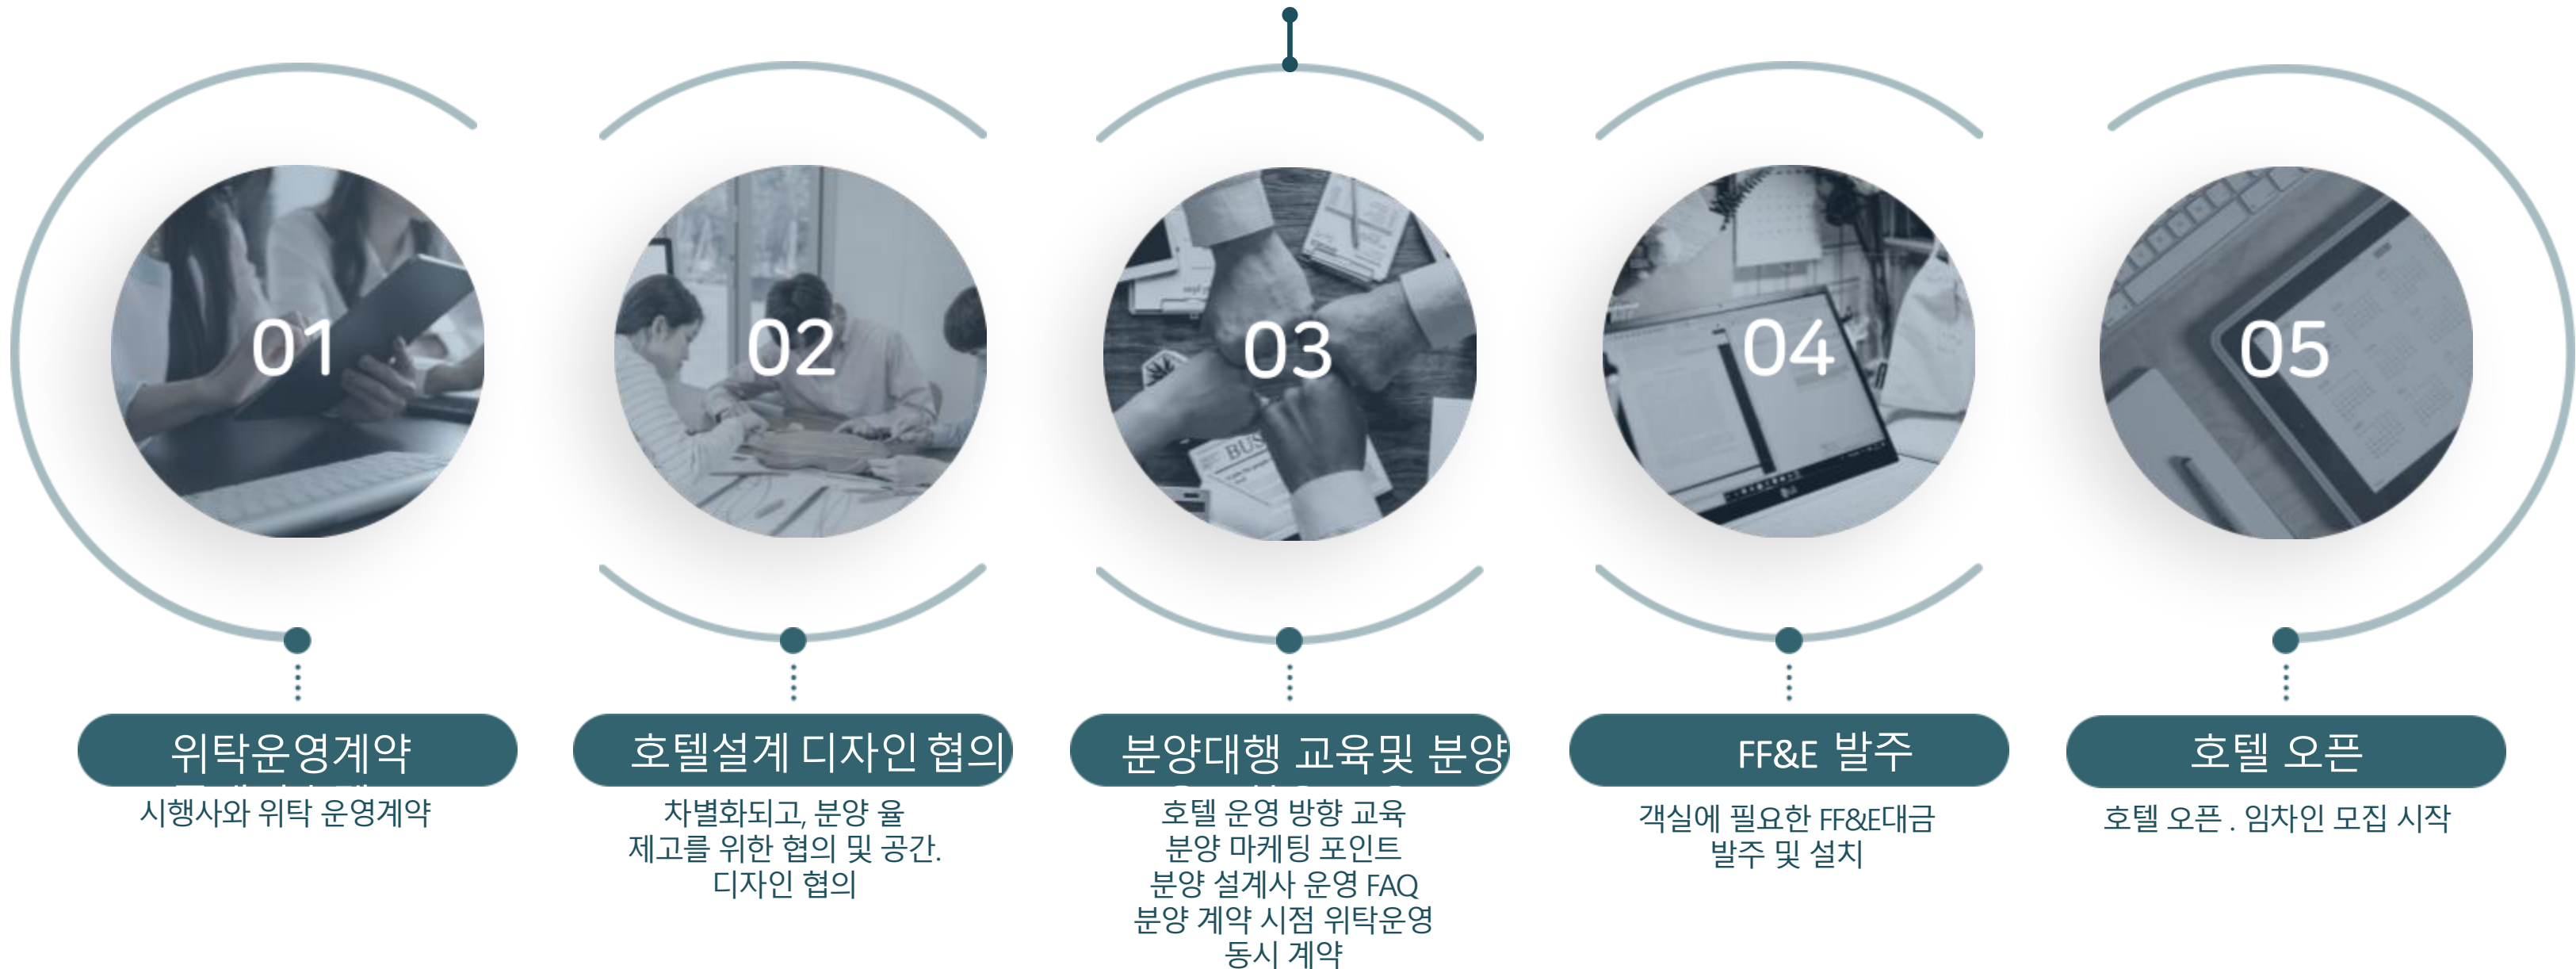 01
위탁운영계약
시행사와 위탁 운영계약
02
호텔설계 디자인 협의
차별화되고, 분양 율
제고를 위한 협의 및 공간.
디자인 협의
03
분양대행 교육및 분양
호텔 운영 방향 교육
분양 마케팅 포인트
분양 설계사 운영 FAQ
분양 계약 시점 위탁운영
동시 계약
04
FF&E 발주
객실에 필요한 FF&E대금
발주 및 설치
05
호텔 오픈
호텔 오픈 . 임차인 모집 시작